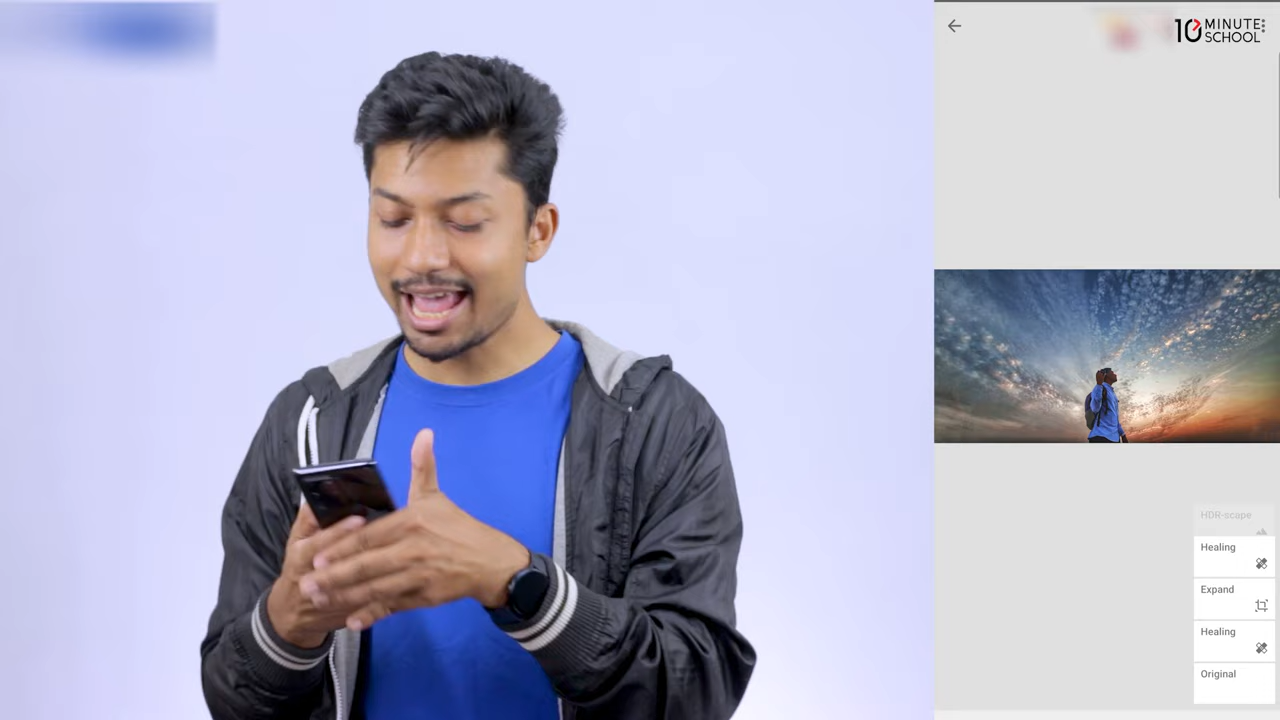 10 MINUTE
SCHOOL
HDR-scape
Healing
Expand
Healing
Original